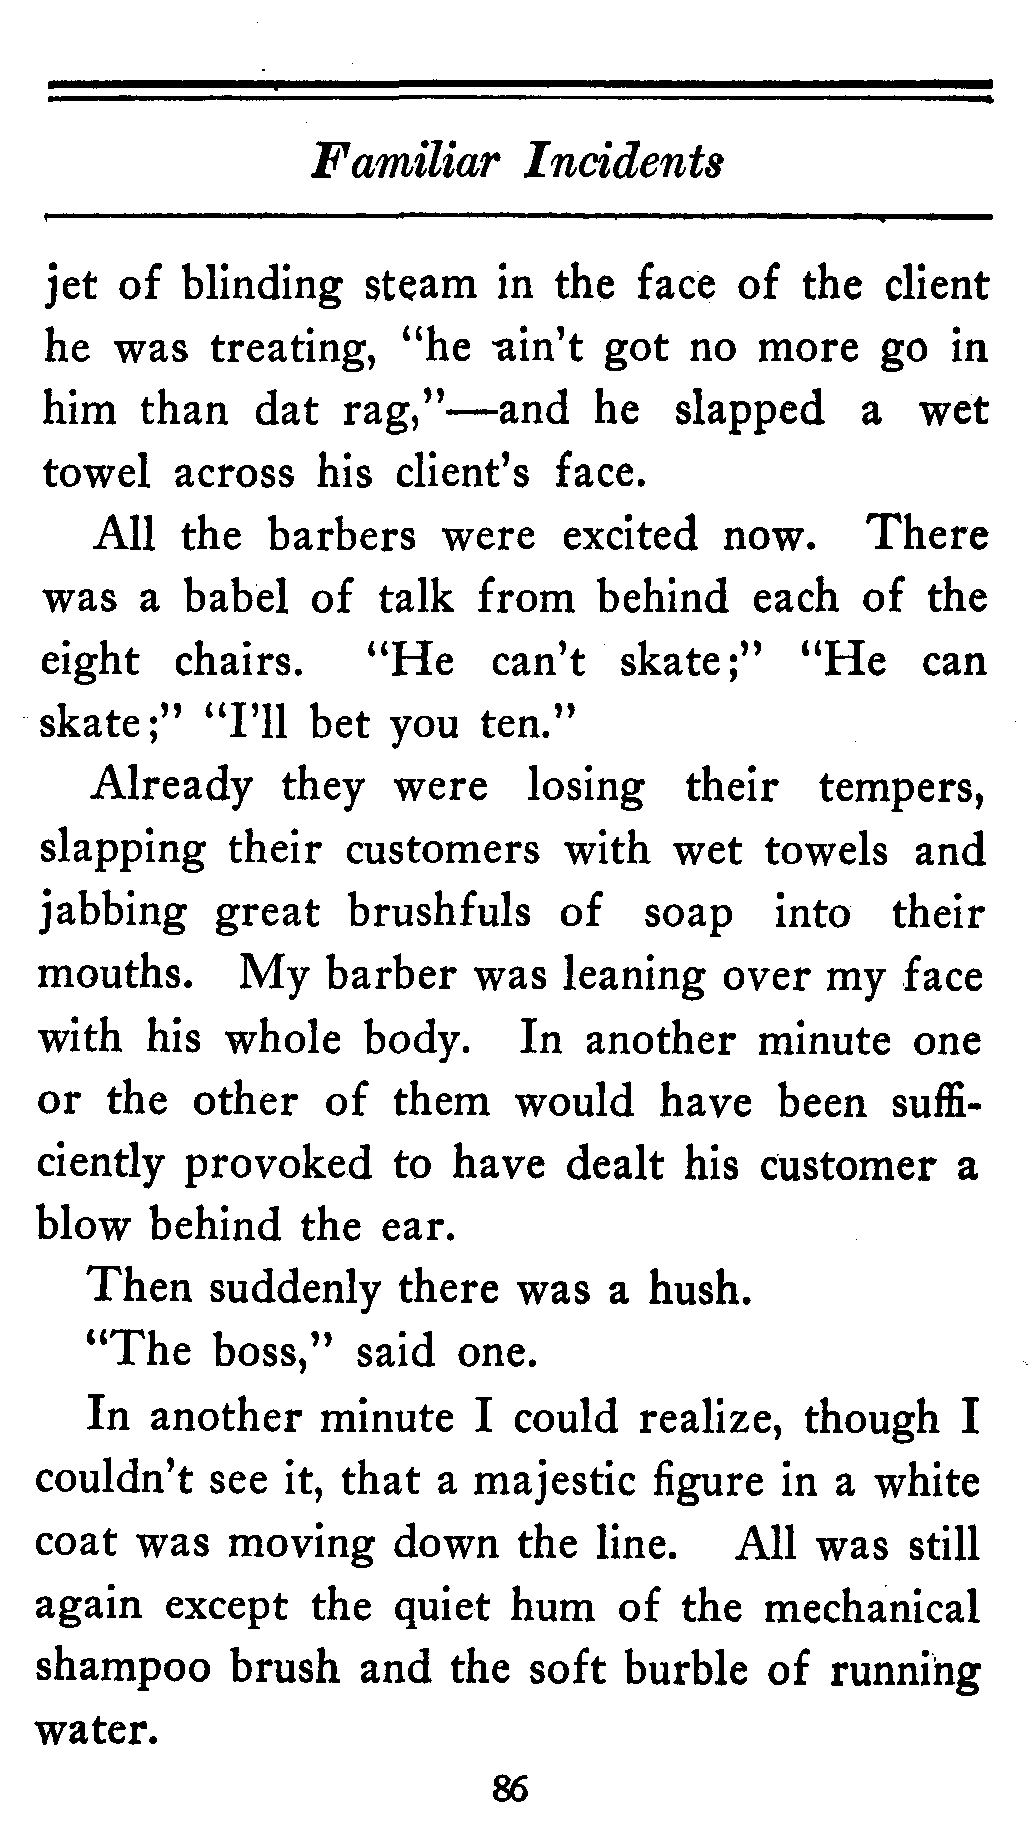 Familiar Incidents
jet of blinding steam in the face of the client
he was treating, “he ain't got no more go in
him than dat rag,”—and he slapped a wet
towel across his client's face.
All the barbers were excited now. There
was a babel of talk from behind each of the
eight chairs. “He can't skate;” “He can
skate;” “I'll bet you ten.”
Already they were losing their tempers,
slapping their customers with wet towels and
jabbing great brushfuls of soap into their
mouths. My barber was leaning over my face
with his whole body. In another minute one
or the other of them would have been suffi-
ciently provoked to have dealt his customer a
blow behind the ear.
Then suddenly there was a hush.
“The boss,” said one.
In another minute I could realize, though I
couldn't see it, that a majestic figure in a white
coat was moving down the line. All was still
again except the quiet hum of the mechanical
shampoo brush and the soft burble of running
water.
86